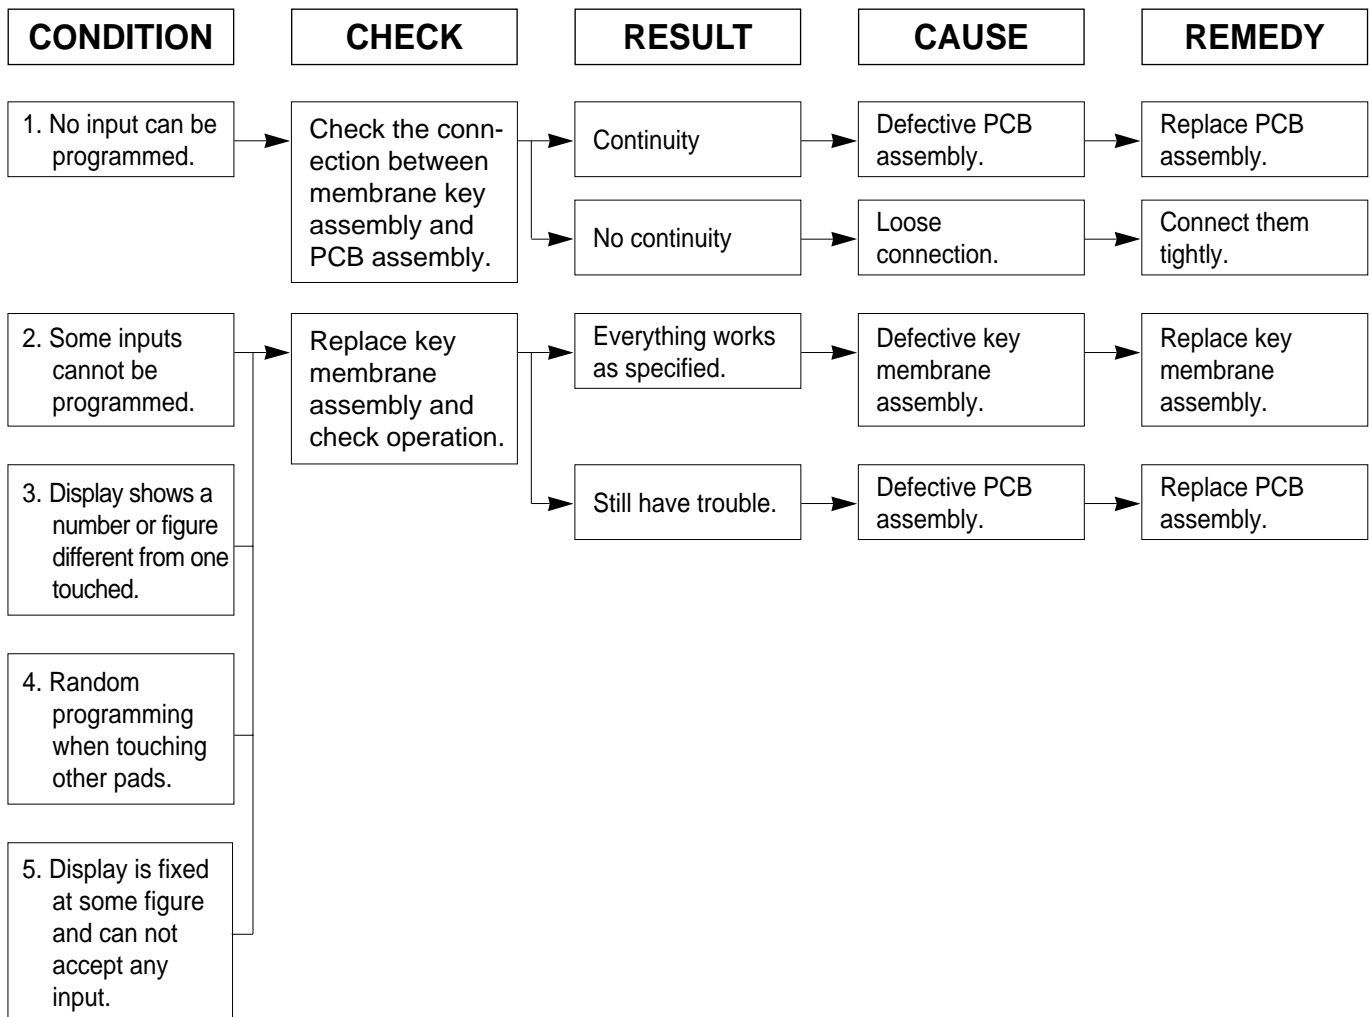 CONDITION
CHECK
RESULT
CAUSE
REMEDY
1. No input can be
programmed.
Check the conn-
ection between
membrane key
assembly and
PCB assembly.
Continuity
Defective PCB
assembly.
Replace PCB
assembly.
No continuity
Loose
connection.
Connect them
tightly.
2. Some inputs
cannot be
programmed.
Replace key
membrane
assembly and
check operation.
Everything works
as specified.
Defective key
membrane
assembly.
Replace key
membrane
assembly.
Still have trouble.
Defective PCB
assembly.
Replace PCB
assembly.
3. Display shows a
number or figure
different from one
touched.
4. Random
programming
when touching
other pads.
5. Display is fixed
at some figure
and can not
accept any
input.